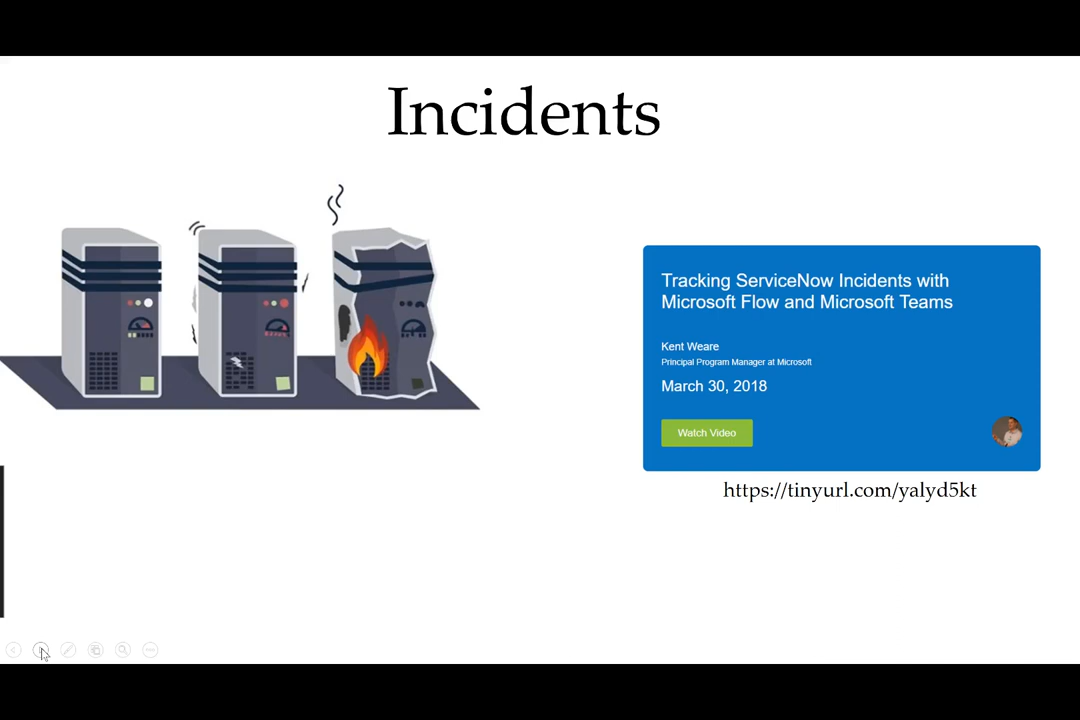 Incidents
Tracking ServiceNow Incidents with
Microsoft Flow and Microsoft Teams
Kent Weare
Principal Program Manager at Microsoft
March 30, 2018
Watch Video
https://tinyurl.com/yalyd5kt